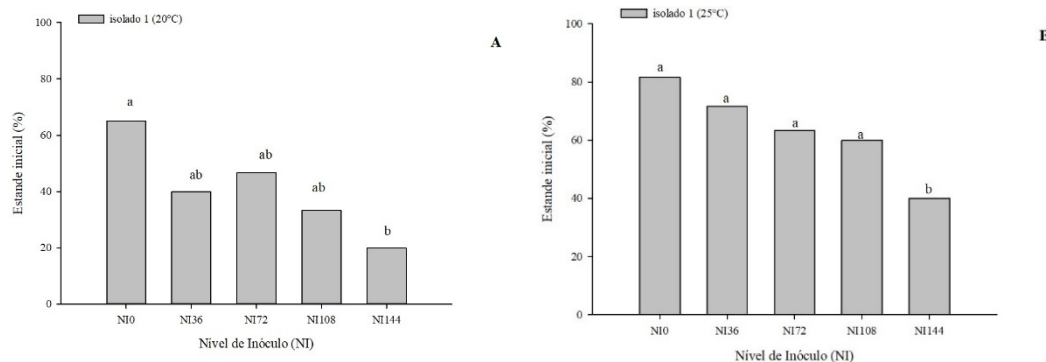 isolado 1 (20°C)
A
100
80
60
40
20
0
Estande inicial (%)
a
ab
ab
ab
b
NI0 NI36 NI72 NI108 NI144
Nível de Inóculo (NI)
isolado 1 (25°C)
100
80
60
40
20
0
Estande inicial (%)
a
a
a
a
b
NI0 NI36 NI72 NI108 NI144
Nível de Inóculo (NI)